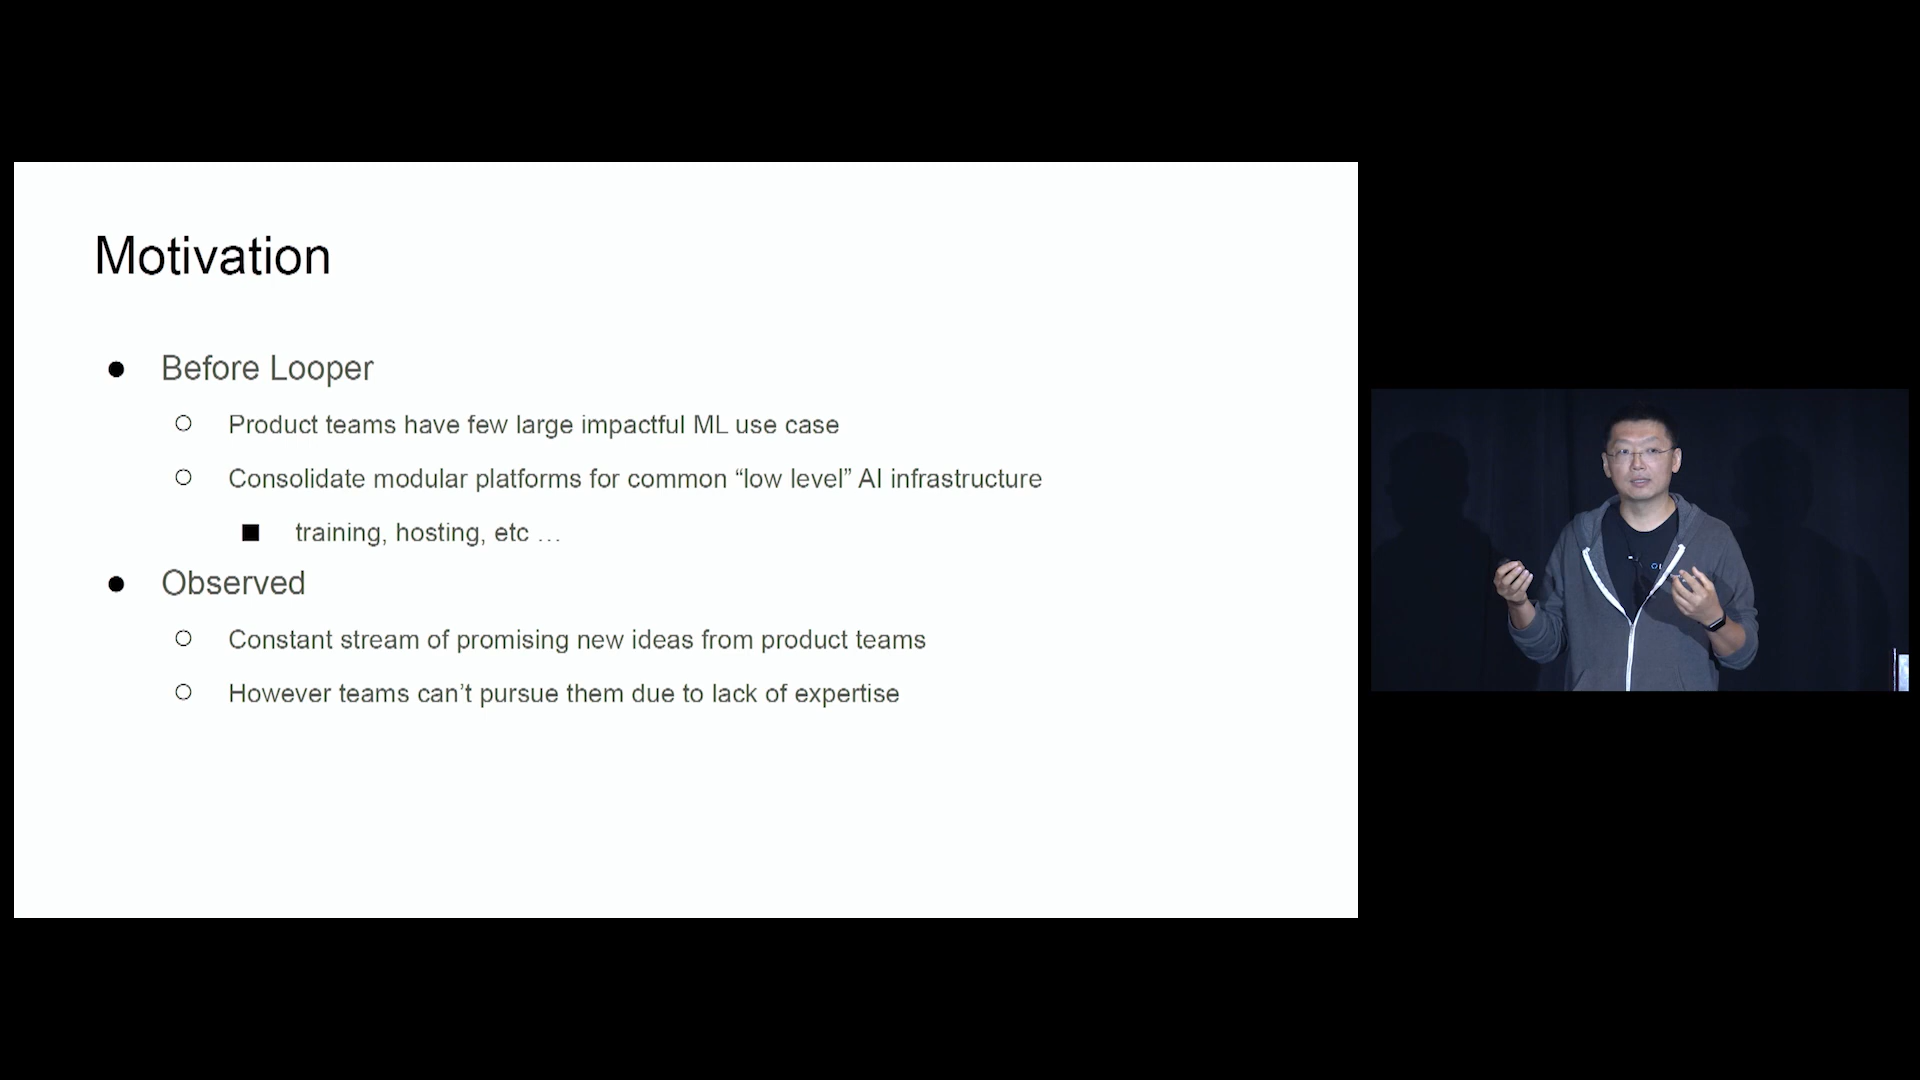 Motivation
Before Looper
Product teams have few large impactful ML use case
Consolidate modular platforms for common “low level” AI infrastructure
training, hosting, etc …
Observed
Constant stream of promising new ideas from product teams
However teams can’t pursue them due to lack of expertise